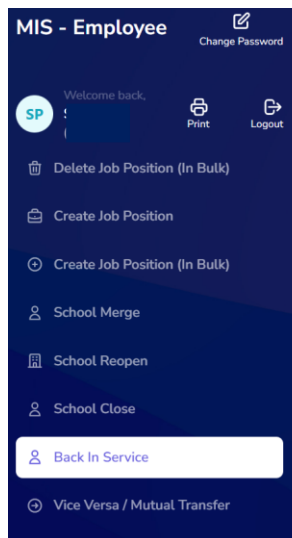 MIS - Employee
Change Password
Welcome back,
SP
Print
Logout
Delete Job Position (In Bulk)
Create Job Position
Create Job Position (In Bulk)
School Merge
School Reopen
School Close
Back In Service
Vice Versa / Mutual Transfer